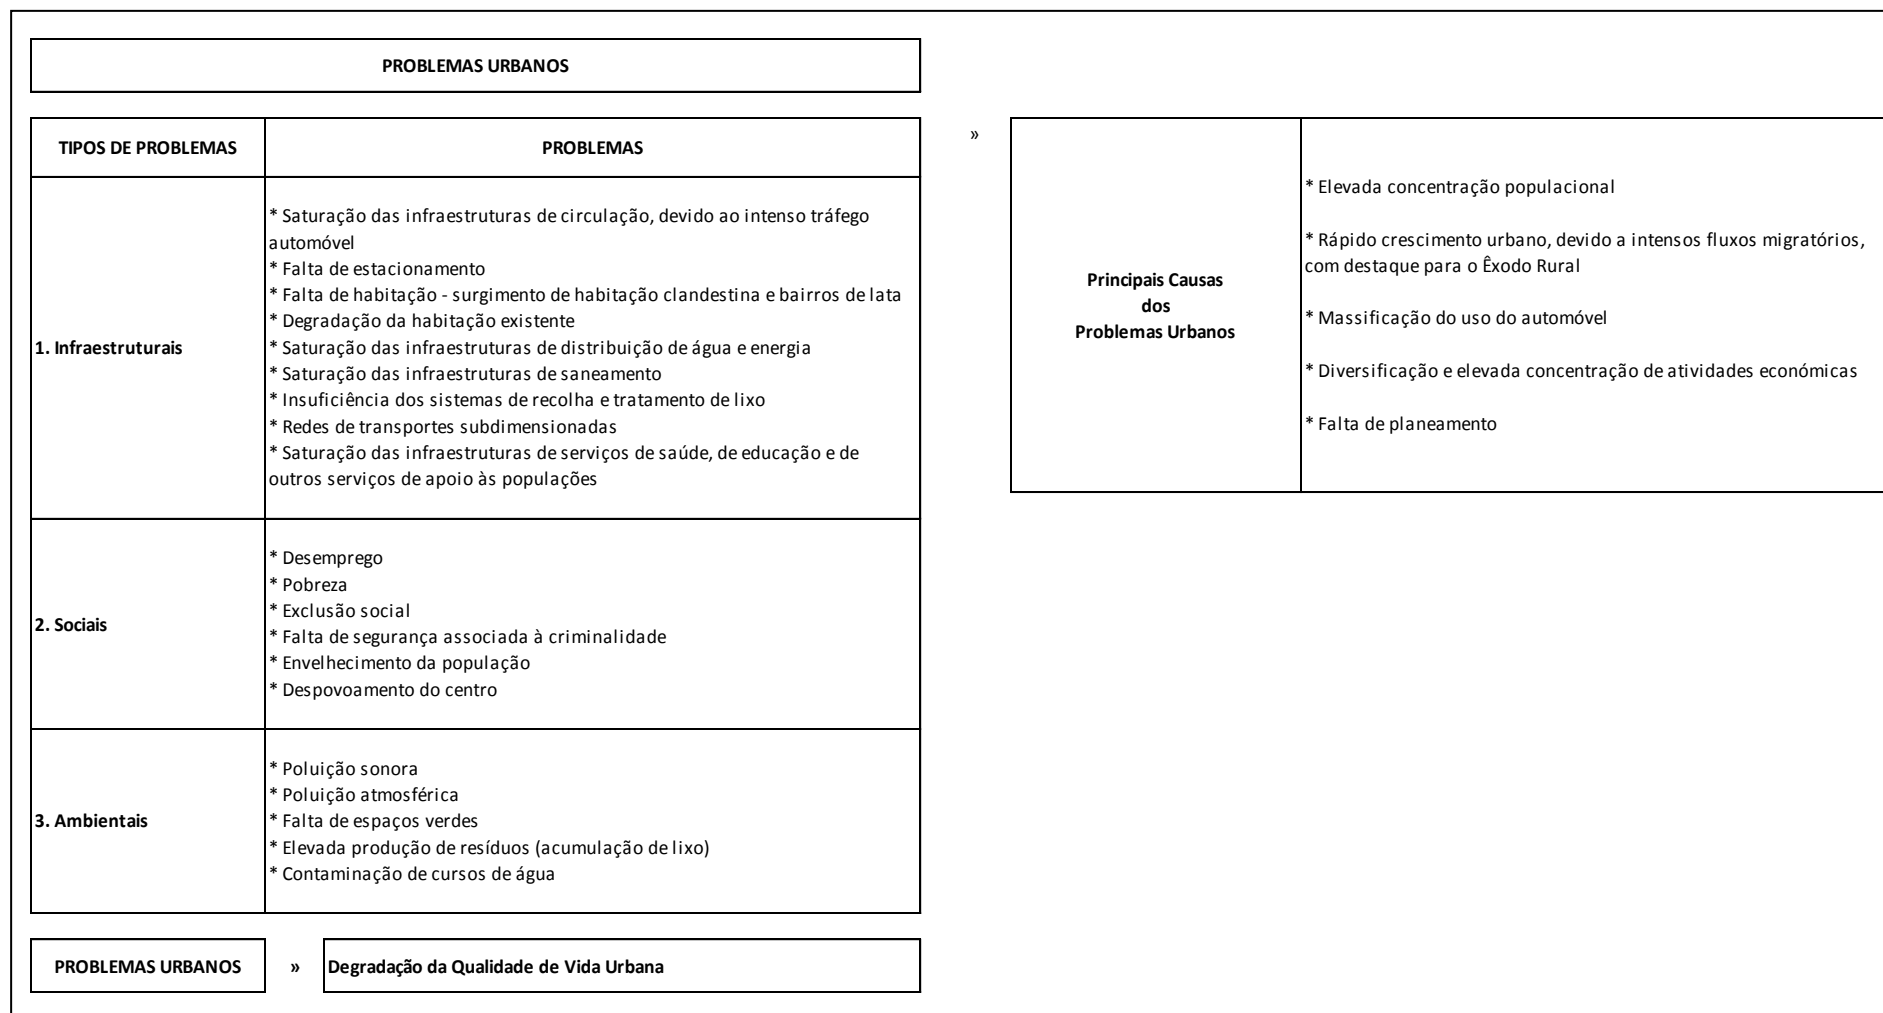 PROBLEMAS URBANOS
TIPOS DE PROBLEMAS
PROBLEMAS
1. Infraestruturais
* Saturação das infraestruturas de circulação, devido ao intenso tráfego
automóvel
* Falta de estacionamento
* Falta de habitação - surgimento de habitação clandestina e bairros de lata
* Degradação da habitação existente
* Saturação das infraestruturas de distribuição de água e energia
* Saturação das infraestruturas de saneamento
* Insuficiência dos sistemas de recolha e tratamento de lixo
* Redes de transportes subdimensionadas
* Saturação das infraestruturas de serviços de saúde, de educação e de
outros serviços de apoio às populações
2. Sociais
* Desemprego
* Pobreza
* Exclusão social
* Falta de segurança associada à criminalidade
* Envelhecimento da população
* Despovoamento do centro
3. Ambientais
* Poluição sonora
* Poluição atmosférica
* Falta de espaços verdes
* Elevada produção de resíduos (acumulação de lixo)
* Contaminação de cursos de água
PROBLEMAS URBANOS
»
Degradação da Qualidade de Vida Urbana
»
Principais Causas
dos
Problemas Urbanos
* Elevada concentração populacional
* Rápido crescimento urbano, devido a intensos fluxos migratórios,
com destaque para o Êxodo Rural
* Massificação do uso do automóvel
* Diversificação e elevada concentração de atividades económicas
* Falta de planeamento